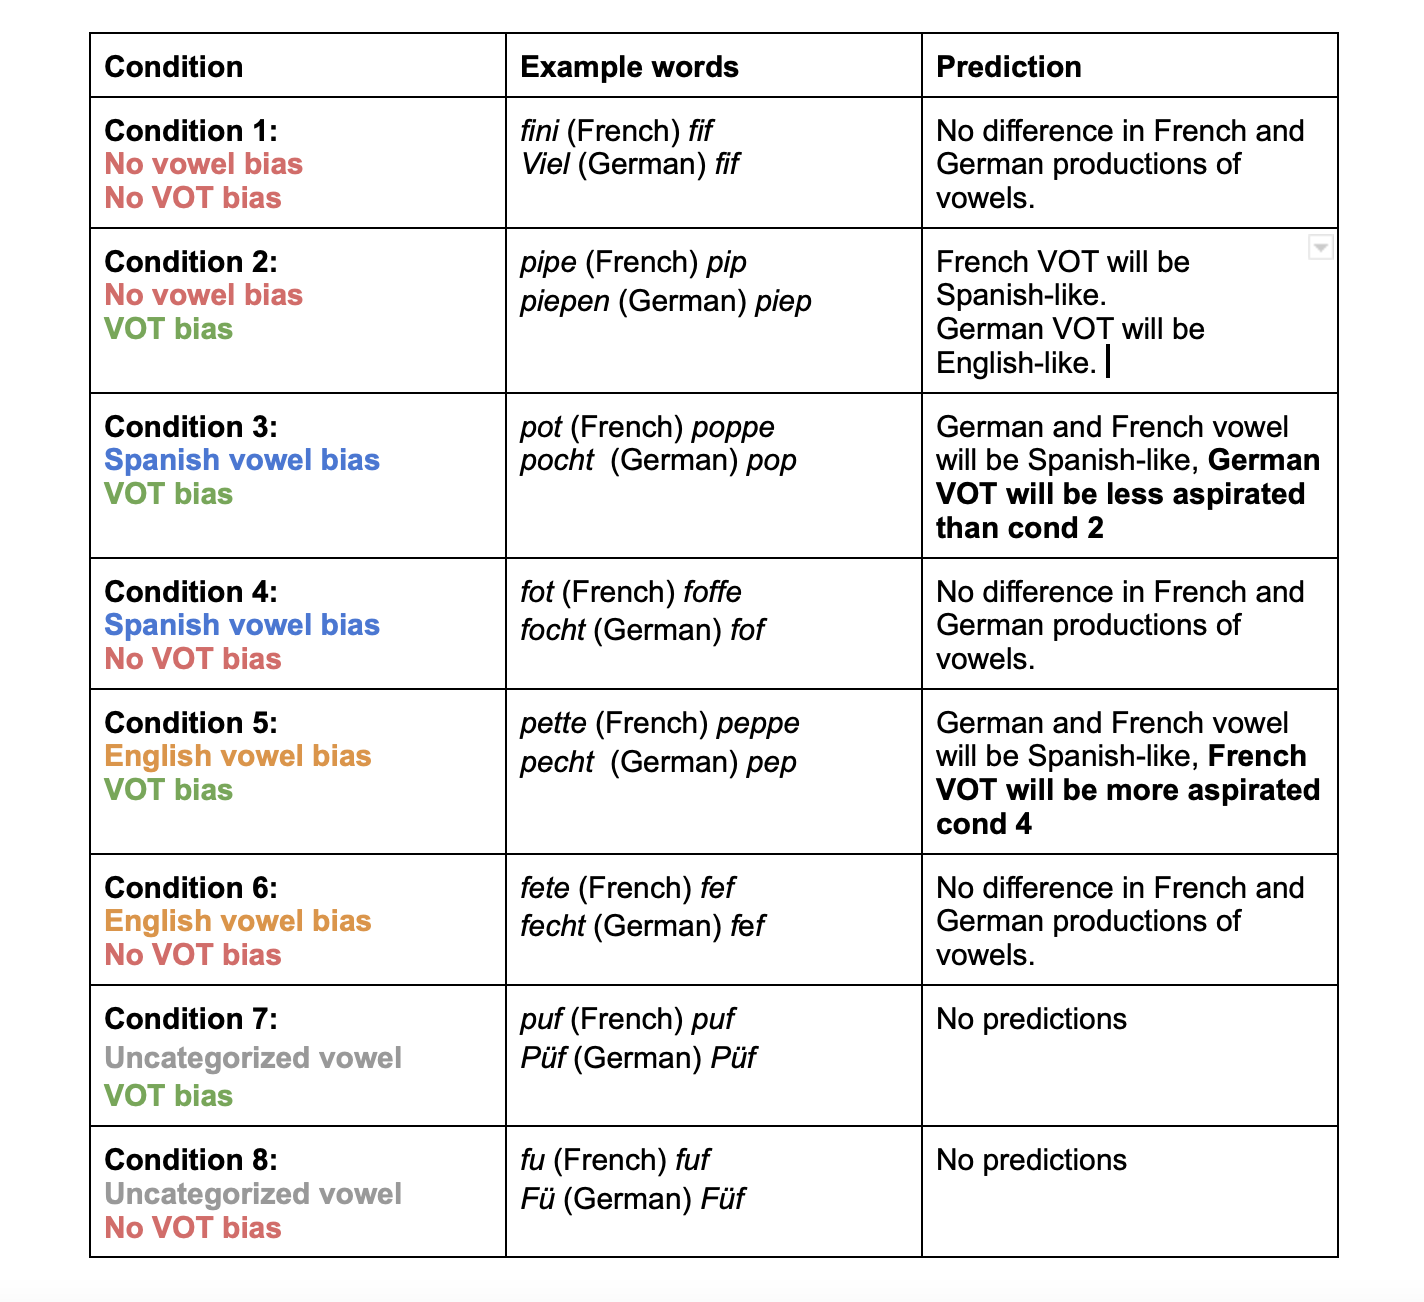 Condition
Example words
Prediction
Condition 1:
No vowel bias
No VOT bias
fini (French) fif
Viel (German) fif
No difference in French and
German productions of
vowels.
Condition 2:
No vowel bias
VOT bias
pipe (French) pip
piepen (German) piep
French VOT will be
Spanish-like.
German VOT will be
English-like.
Condition 3:
Spanish vowel bias
VOT bias
pot (French) poppe
pocht  (German) pop
German and French vowel
will be Spanish-like, German
VOT will be less aspirated
than cond 2
Condition 4:
Spanish vowel bias
No VOT bias
fot (French) foffe
focht (German) fof
No difference in French and
German productions of
vowels.
Condition 5:
English vowel bias
VOT bias
pette (French) peppe
pecht  (German) pep
German and French vowel
will be Spanish-like, French
VOT will be more aspirated
cond 4
Condition 6:
English vowel bias
No VOT bias
fete (French) fef
fecht (German) fef
No difference in French and
German productions of
vowels.
Condition 7:
Uncategorized vowel
VOT bias
puf (French) puf
Püf (German) Püf
No predictions
Condition 8:
Uncategorized vowel
No VOT bias
fu (French) fuf
Fü (German) Füf
No predictions